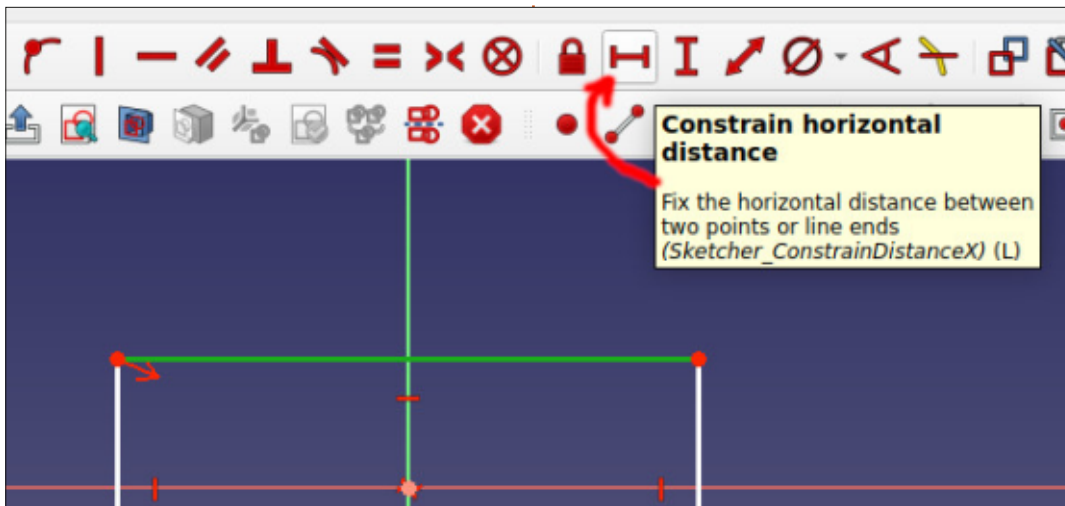 Constrain horizontal
distance
Fix the horizontal distance between
two points or line ends
(Sketcher_ConstrainDistanceX) (L)